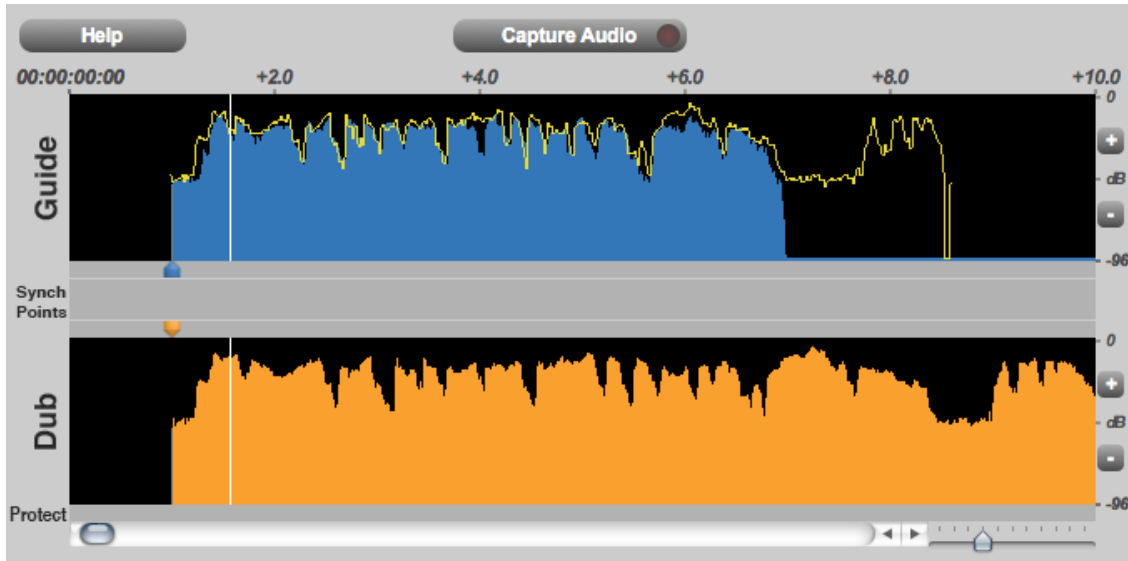 Help
Capture Audio
00:00:00:00 +2.0 +4.0 +6.0 +8.0 +10.0
0
Guide
+
dB
-
-96
Synch
Points
0
Dub
+
dB
-
-96
Protect